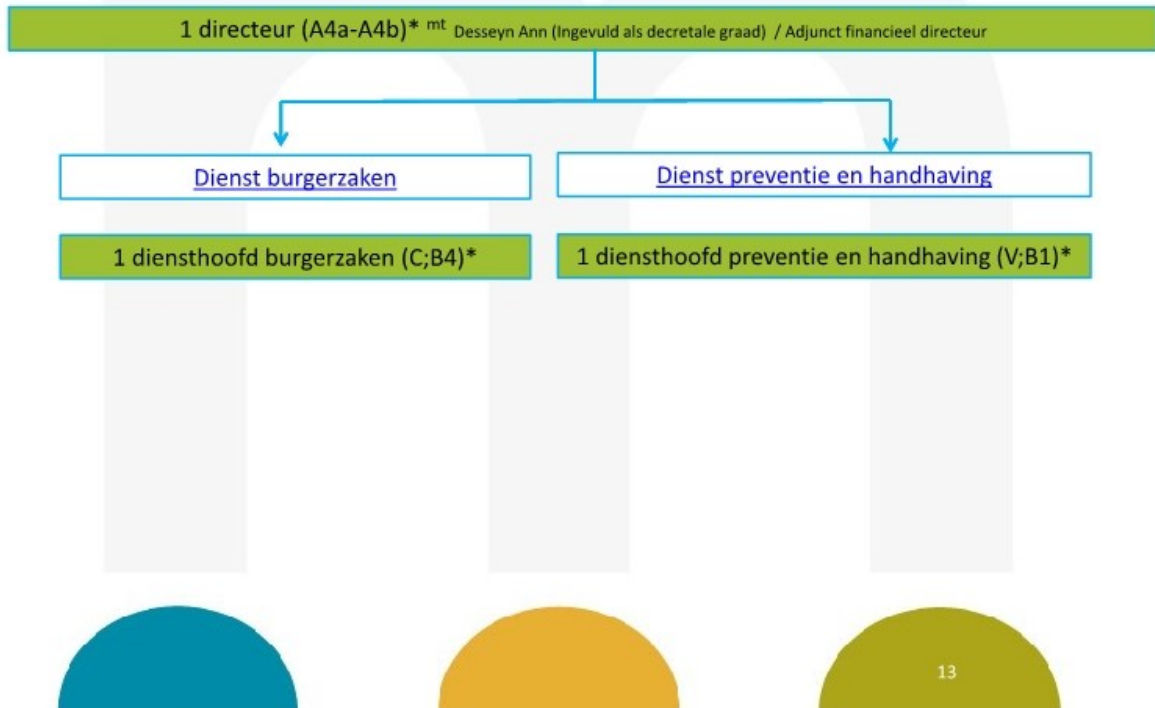 1 directeur (A4a-A4b)* mt Desseyn Ann (Ingevuld als decretale graad) / Adjunct financieel directeur
Dienst burgerzaken
Dienst preventie en handhaving
1 diensthoofd burgerzaken (C;B4)*
1 diensthoofd preventie en handhaving (V;B1)*
13